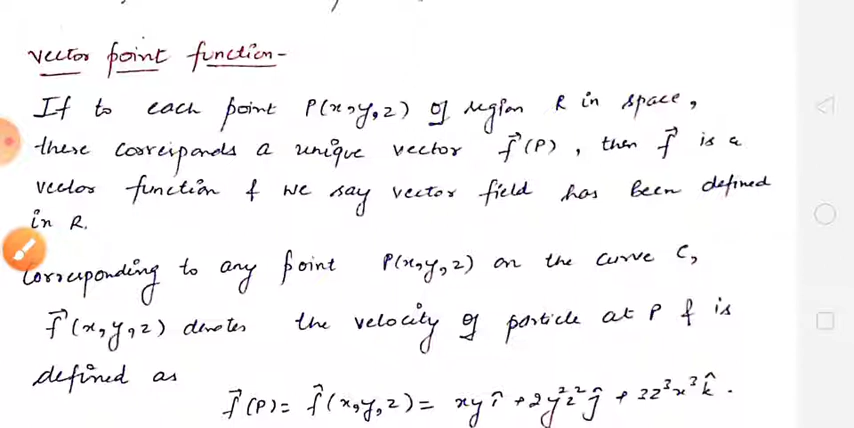 vector point function-
If to each point P(x,y,z) of region R in space,
there corresponds a unique vector f⃗(P), then f⃗ is a
vector function & we say vector field has been defined
in R.
Corresponding to any point P(x,y,z) on the curve C,
f⃗(x,y,z) denotes the velocity of particle at P & is
defined as
f⃗(P) = f⃗(x,y,z) = xy î + 2y²z² ĵ + 3z³x² k̂.